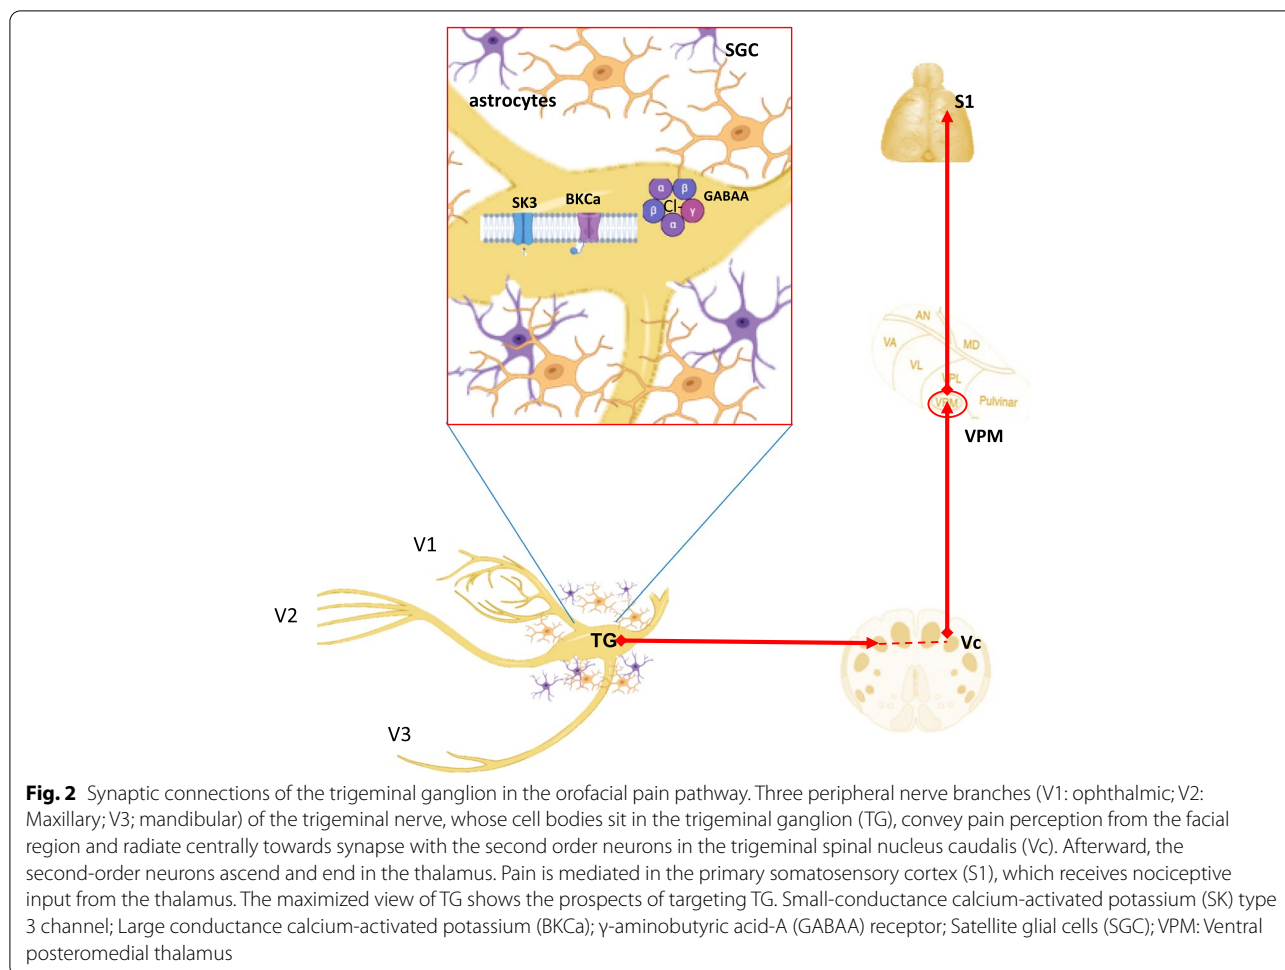 SGC
astrocytes
SK3
BKCa
GABAA
α
β
β
Cl-
γ
α
S1
AN
VA
MD
VL
VPL
VPM
Pulvinar
VPM
V1
V2
TG
Vc
V3
Fig. 2 Synaptic connections of the trigeminal ganglion in the orofacial pain pathway. Three peripheral nerve branches (V1: ophthalmic; V2:
Maxillary; V3; mandibular) of the trigeminal nerve, whose cell bodies sit in the trigeminal ganglion (TG), convey pain perception from the facial
region and radiate centrally towards synapse with the second order neurons in the trigeminal spinal nucleus caudalis (Vc). Afterward, the
second-order neurons ascend and end in the thalamus. Pain is mediated in the primary somatosensory cortex (S1), which receives nociceptive
input from the thalamus. The maximized view of TG shows the prospects of targeting TG. Small-conductance calcium-activated potassium (SK) type
3 channel; Large conductance calcium-activated potassium (BKCa); γ-aminobutyric acid-A (GABAA) receptor; Satellite glial cells (SGC); VPM: Ventral
posteromedial thalamus